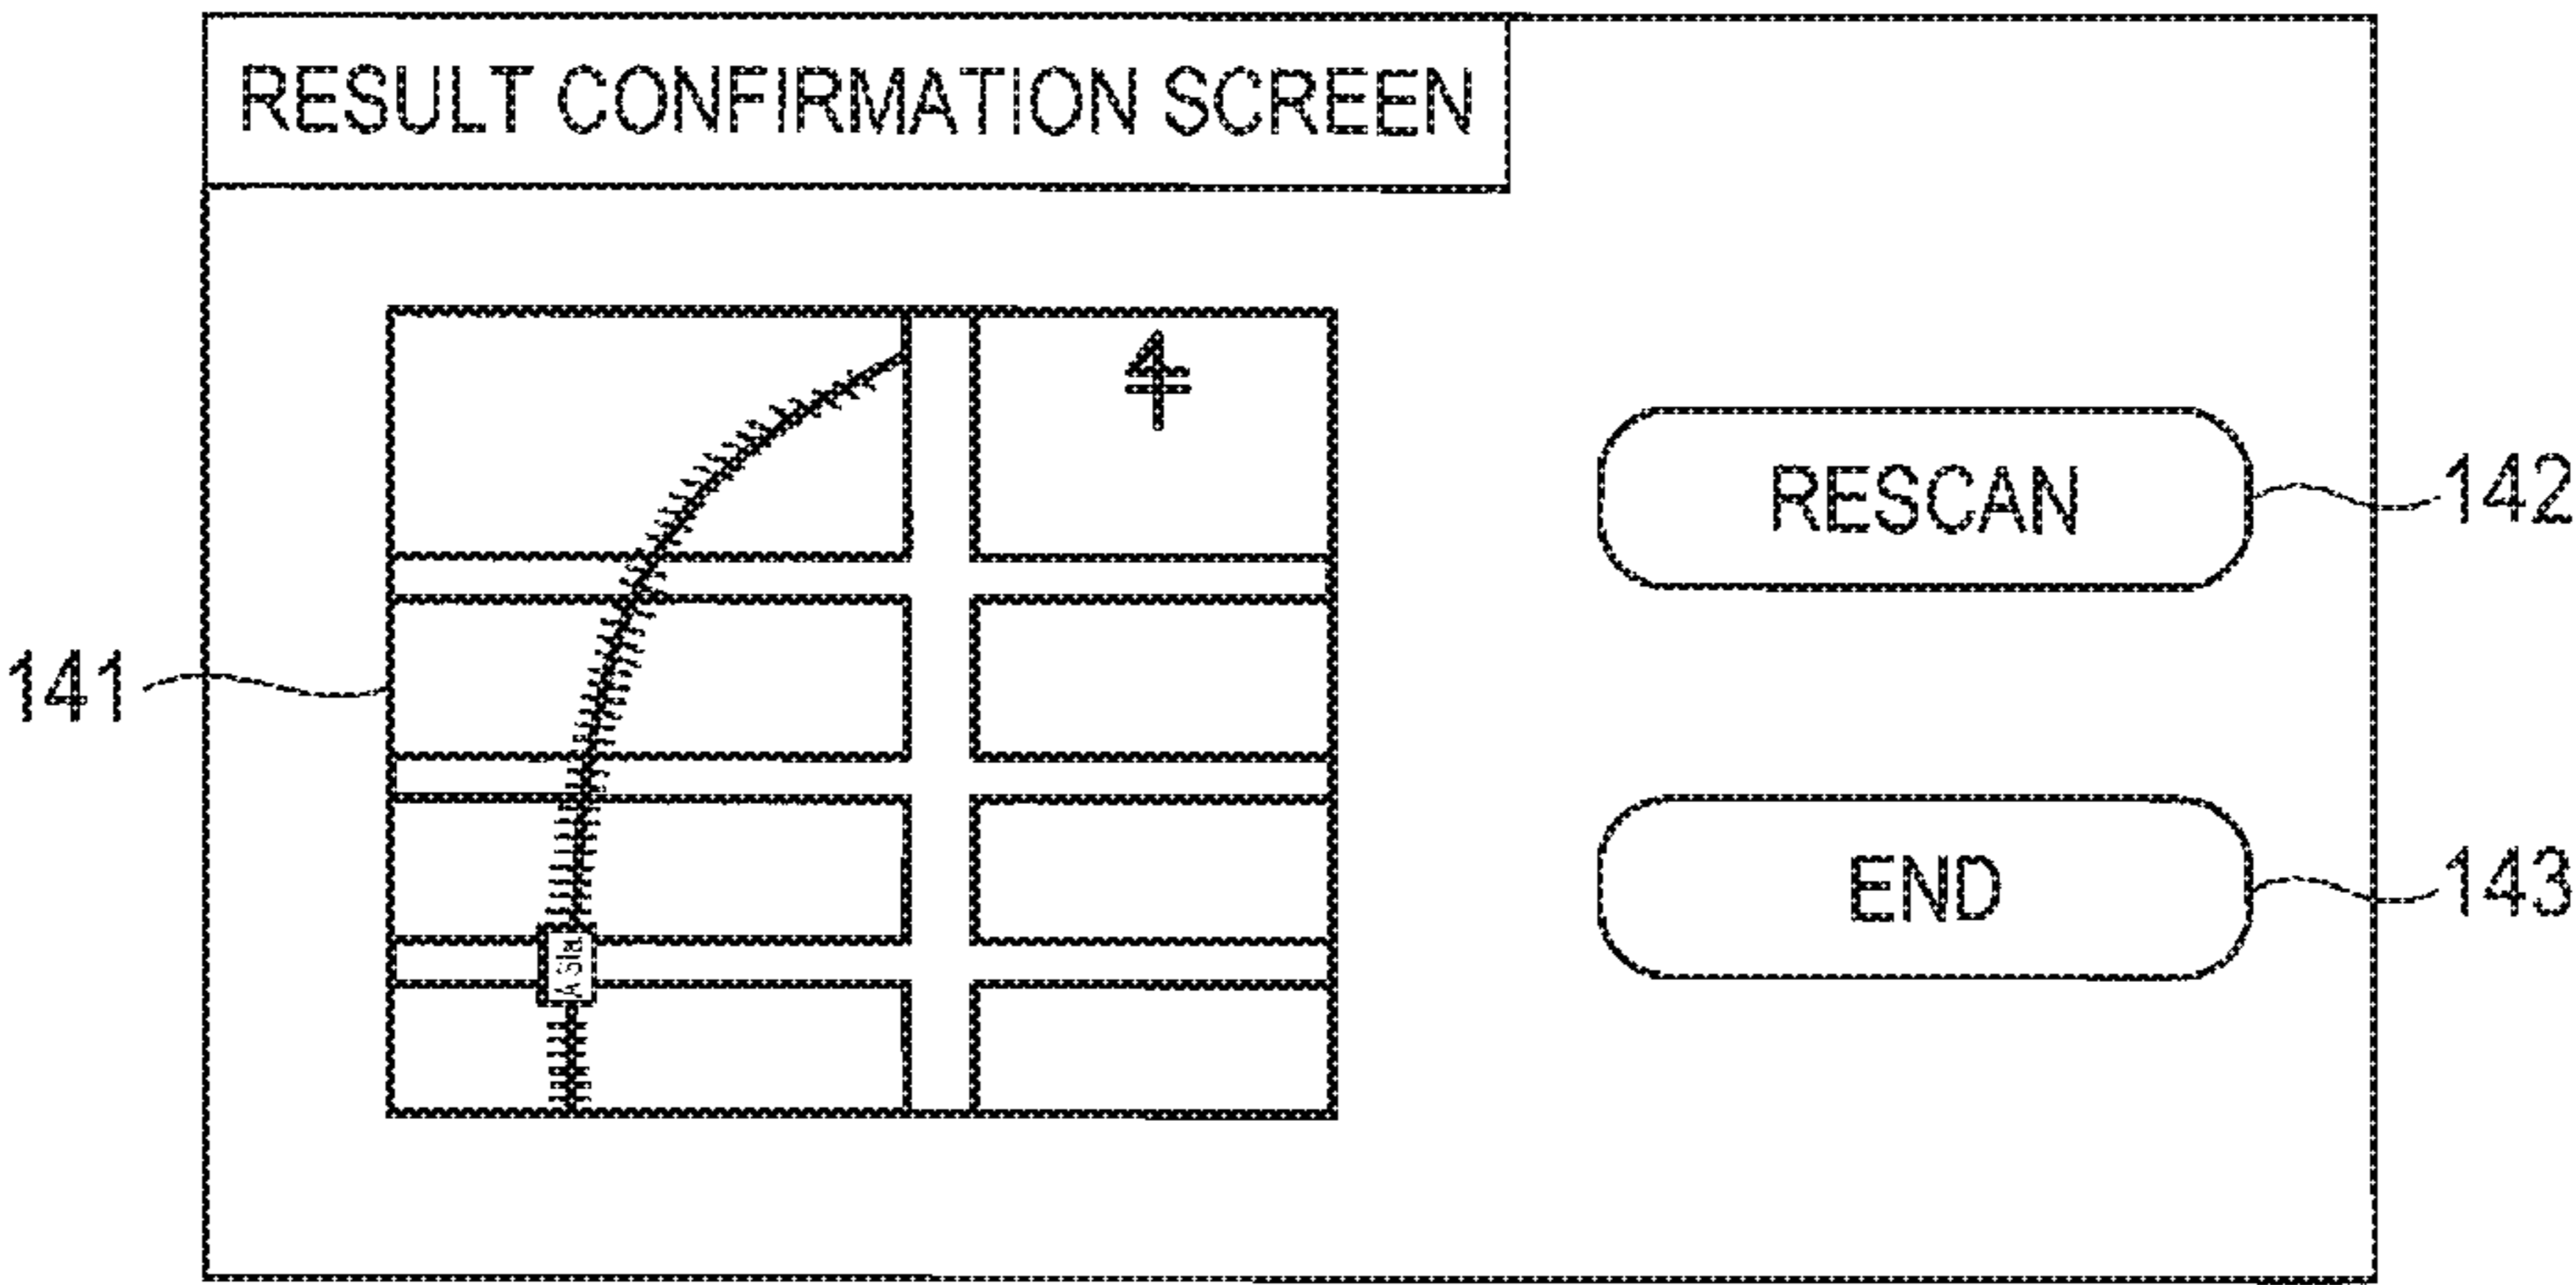 RESULT CONFIRMATION SCREEN
RESCAN
142
141
END
143
A Sta.